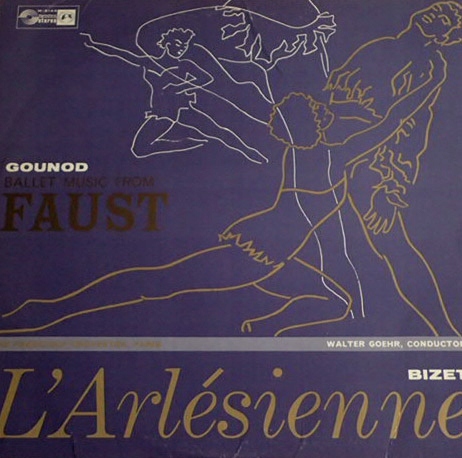 GOUNOD
BALLET MUSIC FROM
FAUST
WALTER GOEHR, CONDUCTOR
BIZET
L'Arlésienne